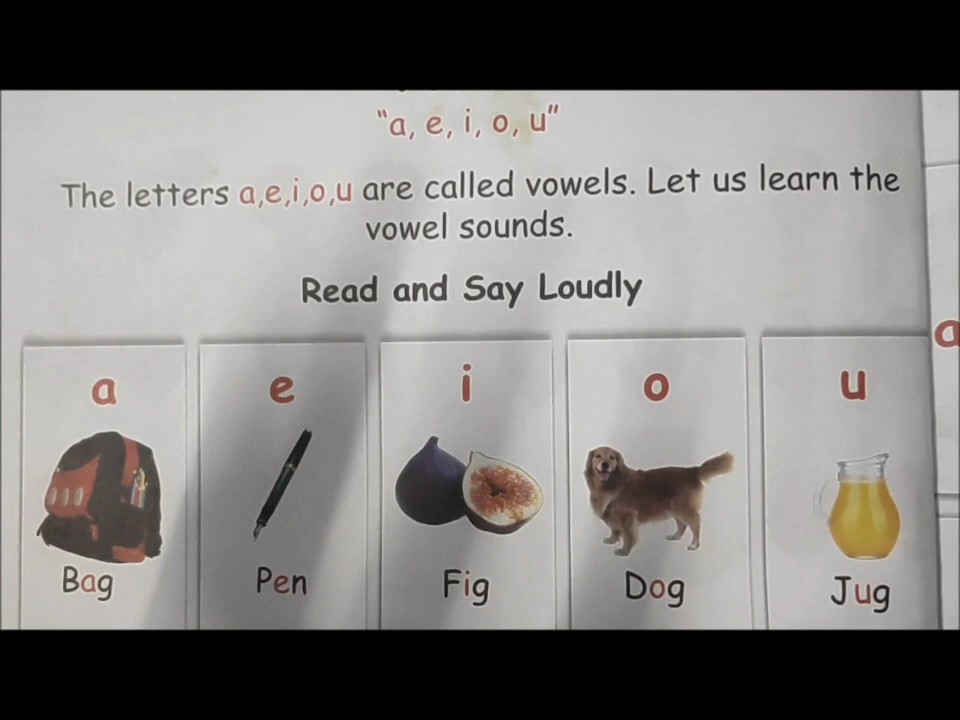 "a, e, i, o, u"
The letters a,e,i,o,u are called vowels. Let us learn the
vowel sounds.
Read and Say Loudly
a e i o u
a
Bag Pen Fig Dog Jug